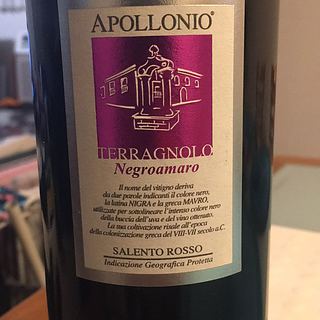 APOLLONIO®
TERRAGNOLO
Negroamaro
Il nome del vitigno deriva
da due parole indicanti il colore nero,
la latina NIGRA e la greca MAVRO,
utilizzate per sottolineare l'intenso colore nero
della buccia dell'uva e del vino ottenuto.
La sua coltivazione risale all'epoca
della colonizzazione greca del VIII-VII secolo a.C.
SALENTO ROSSO
Indicazione Geografica Protetta